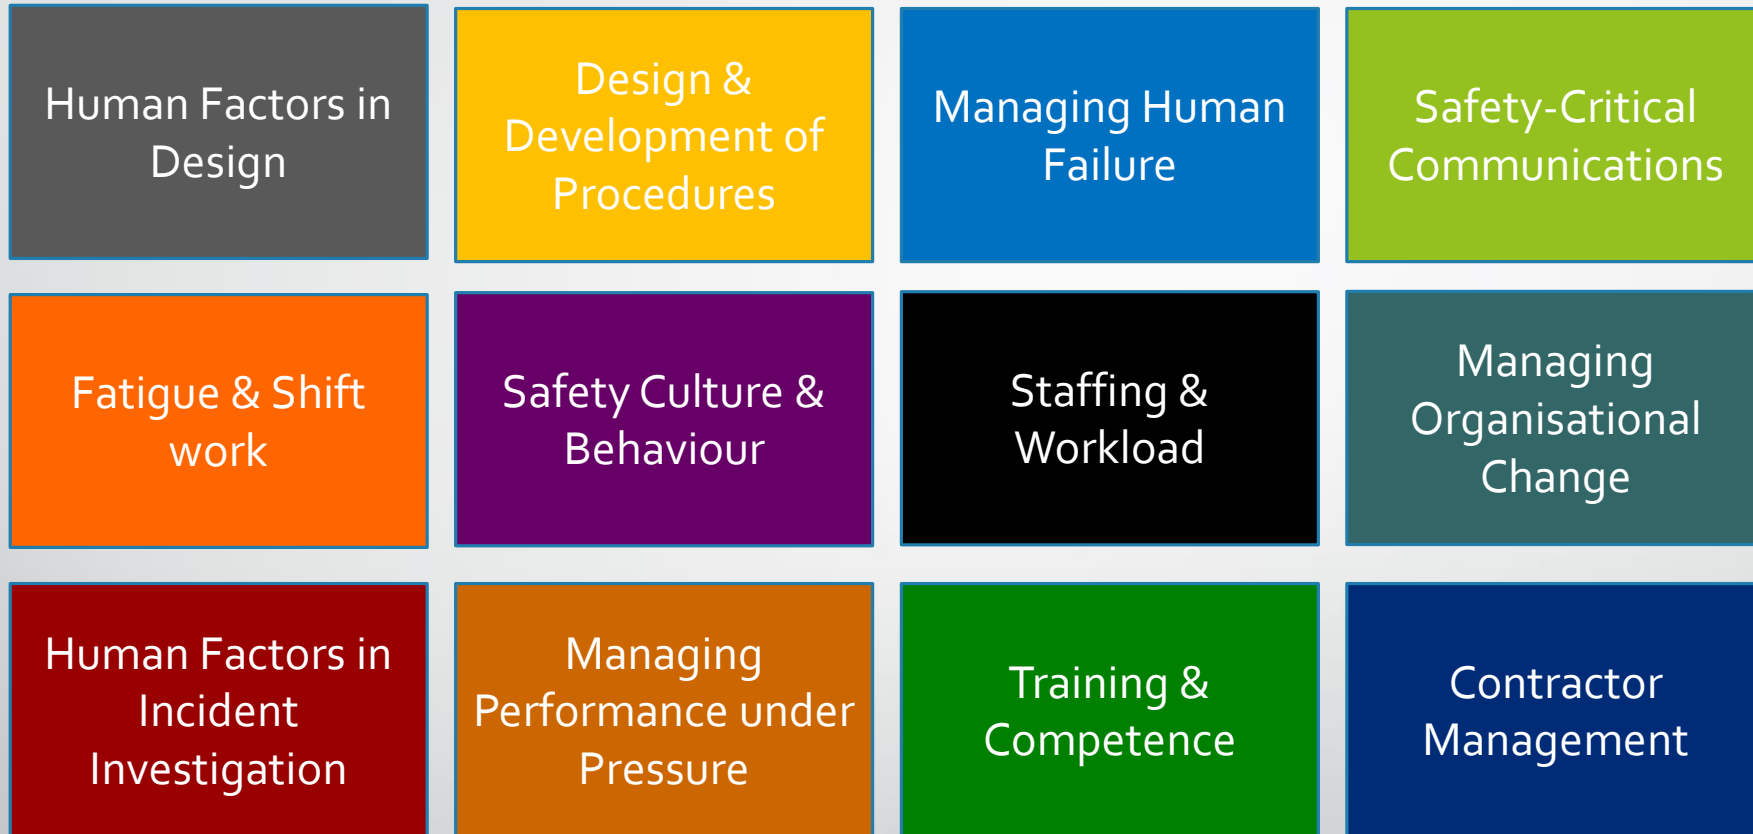 Human Factors in
Design
Design &
Development of
Procedures
Managing Human
Failure
Safety-Critical
Communications
Fatigue & Shift
work
Safety Culture &
Behaviour
Staffing &
Workload
Managing
Organisational
Change
Human Factors in
Incident
Investigation
Managing
Performance under
Pressure
Training &
Competence
Contractor
Management